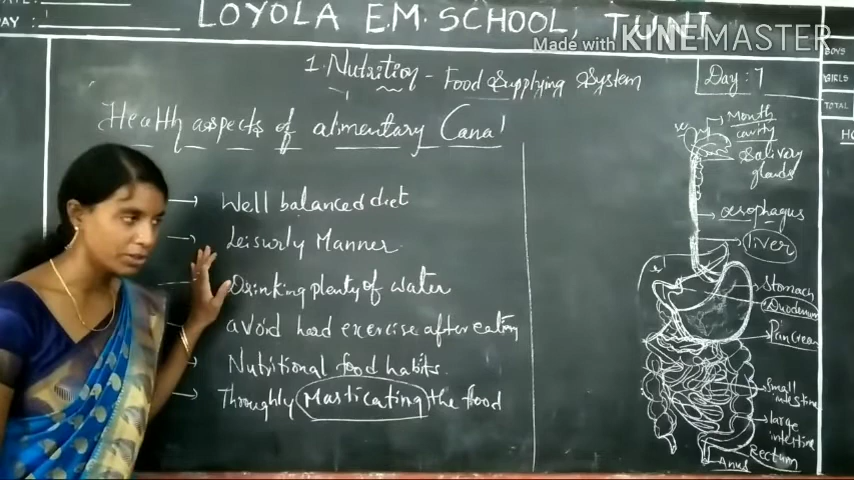 LOYOLA E.M. SCHOOL, TUNI
Made with KINEMASTER
DAY :
BOYS
GIRLS
TOTAL
1. Nutrition - Food Supplying System
Day: 7
Health aspects of alimentary Canal
→ Well balanced diet
→ Leisurly Manner.
Drinking plenty of water
avoid hard exercise after eating
Nutritional food habits.
→ Throughly Masticating the food
Mouth
cavity
Salivery
glands
oesophagus
liver
Stomach
Duodenum
Pancreas
Small
intestine
large
intestine
Rectum
Anus